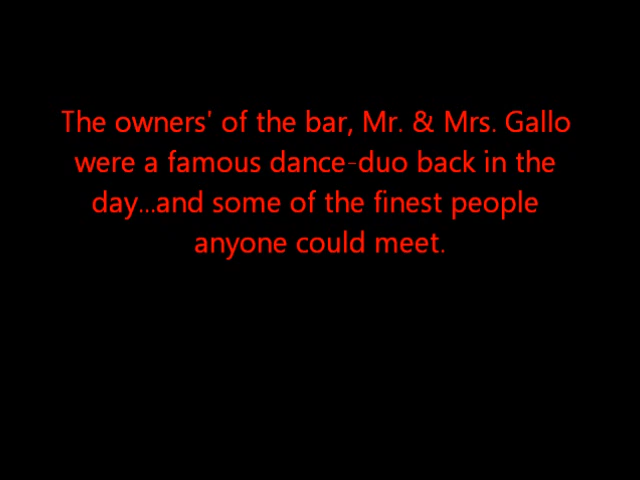 The owners' of the bar, Mr. & Mrs. Gallo
were a famous dance-duo back in the
day...and some of the finest people
anyone could meet.